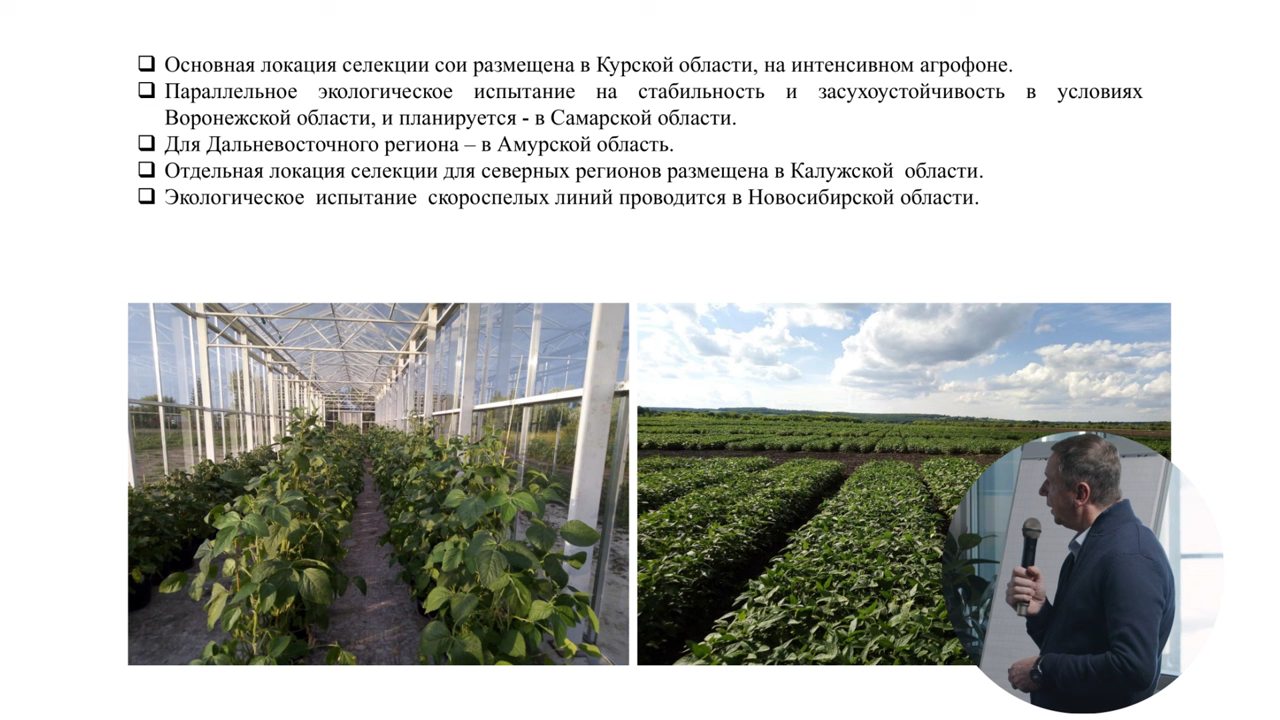 Основная локация селекции сои размещена в Курской области, на интенсивном агрофоне.
Параллельное экологическое испытание на стабильность и засухоустойчивость в условиях
Воронежской области, и планируется - в Самарской области.
Для Дальневосточного региона – в Амурской область.
Отдельная локация селекции для северных регионов размещена в Калужской области.
Экологическое испытание скороспелых линий проводится в Новосибирской области.